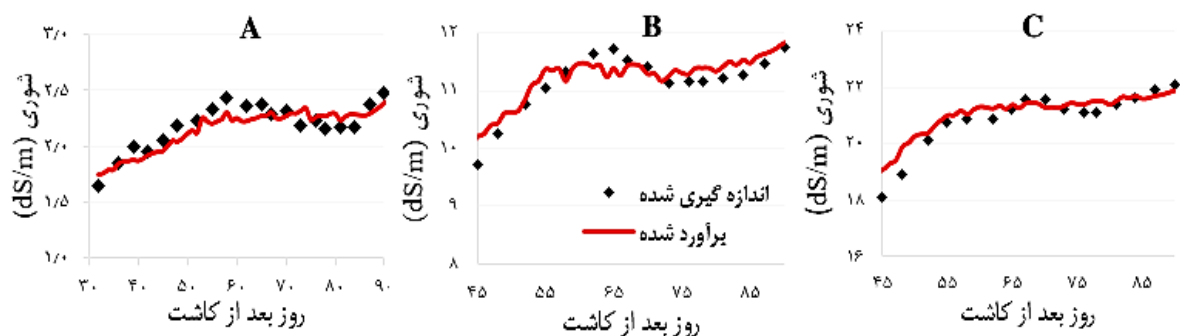 A
شوری (dS/m)
۳/۰
۲/۵
۲/۰
۱/۵
۱/۰
۳۰ ۴۰ ۵۰ ۶۰ ۷۰ ۸۰ ۹۰
روز بعد از کاشت
B
شوری (dS/m)
۱۲
۱۱
۱۰
۹
۸
اندازه گیری شده
برآورد شده
۴۵ ۵۵ ۶۵ ۷۵ ۸۵
روز بعد از کاشت
C
شوری (dS/m)
۲۴
۲۲
۲۰
۱۸
۱۶
۴۵ ۵۵ ۶۵ ۷۵ ۸۵
روز بعد از کاشت